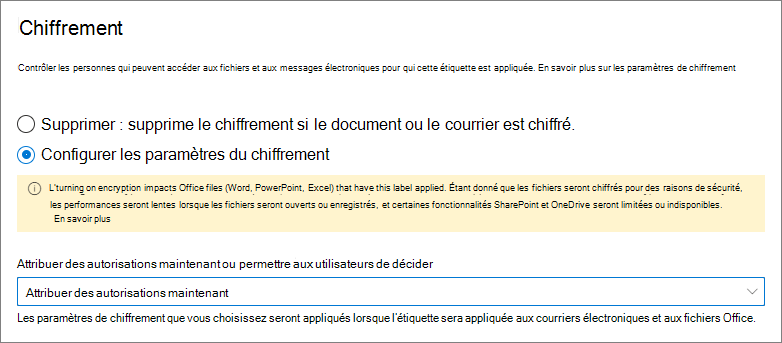 Chiffrement
Contrôler les personnes qui peuvent accéder aux fichiers et aux messages électroniques pour qui cette étiquette est appliquée. En savoir plus sur les paramètres de chiffrement
Supprimer : supprime le chiffrement si le document ou le courrier est chiffré.
Configurer les paramètres du chiffrement
L'turning on encryption impacts Office files (Word, PowerPoint, Excel) that have this label applied. Étant donné que les fichiers seront chiffrés pour des raisons de sécurité,
les performances seront lentes lorsque les fichiers seront ouverts ou enregistrés, et certaines fonctionnalités SharePoint et OneDrive seront limitées ou indisponibles.
En savoir plus
Attribuer des autorisations maintenant ou permettre aux utilisateurs de décider
Attribuer des autorisations maintenant
Les paramètres de chiffrement que vous choisissez seront appliqués lorsque l'étiquette sera appliquée aux courriers électroniques et aux fichiers Office.